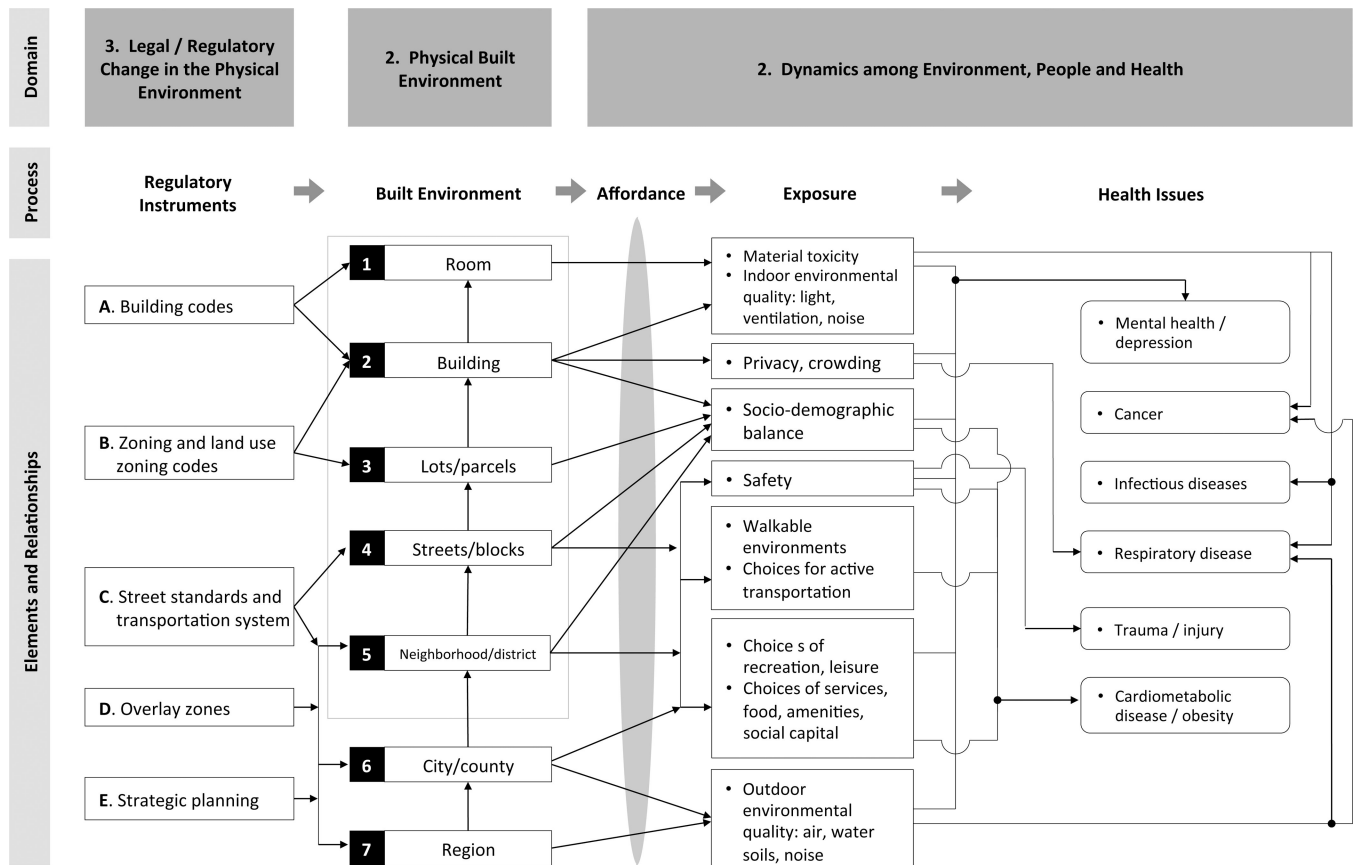 Domain
3. Legal / Regulatory
Change in the Physical
Environment
2. Physical Built
Environment
2. Dynamics among Environment, People and Health
Process
Regulatory
Instruments
Built Environment
Affordance
Exposure
Health Issues
Elements and Relationships
A. Building codes
B. Zoning and land use
zoning codes
C. Street standards and
transportation system
D. Overlay zones
E. Strategic planning
1 Room
2 Building
3 Lots/parcels
4 Streets/blocks
5 Neighborhood/district
6 City/county
7 Region
• Material toxicity
• Indoor environmental
quality: light,
ventilation, noise
• Privacy, crowding
• Socio-demographic
balance
• Safety
• Walkable
environments
• Choices for active
transportation
• Choice s of
recreation, leisure
• Choices of services,
food, amenities,
social capital
• Outdoor
environmental
quality: air, water
soils, noise
• Mental health /
depression
• Cancer
• Infectious diseases
• Respiratory disease
• Trauma / injury
• Cardiometabolic
disease / obesity